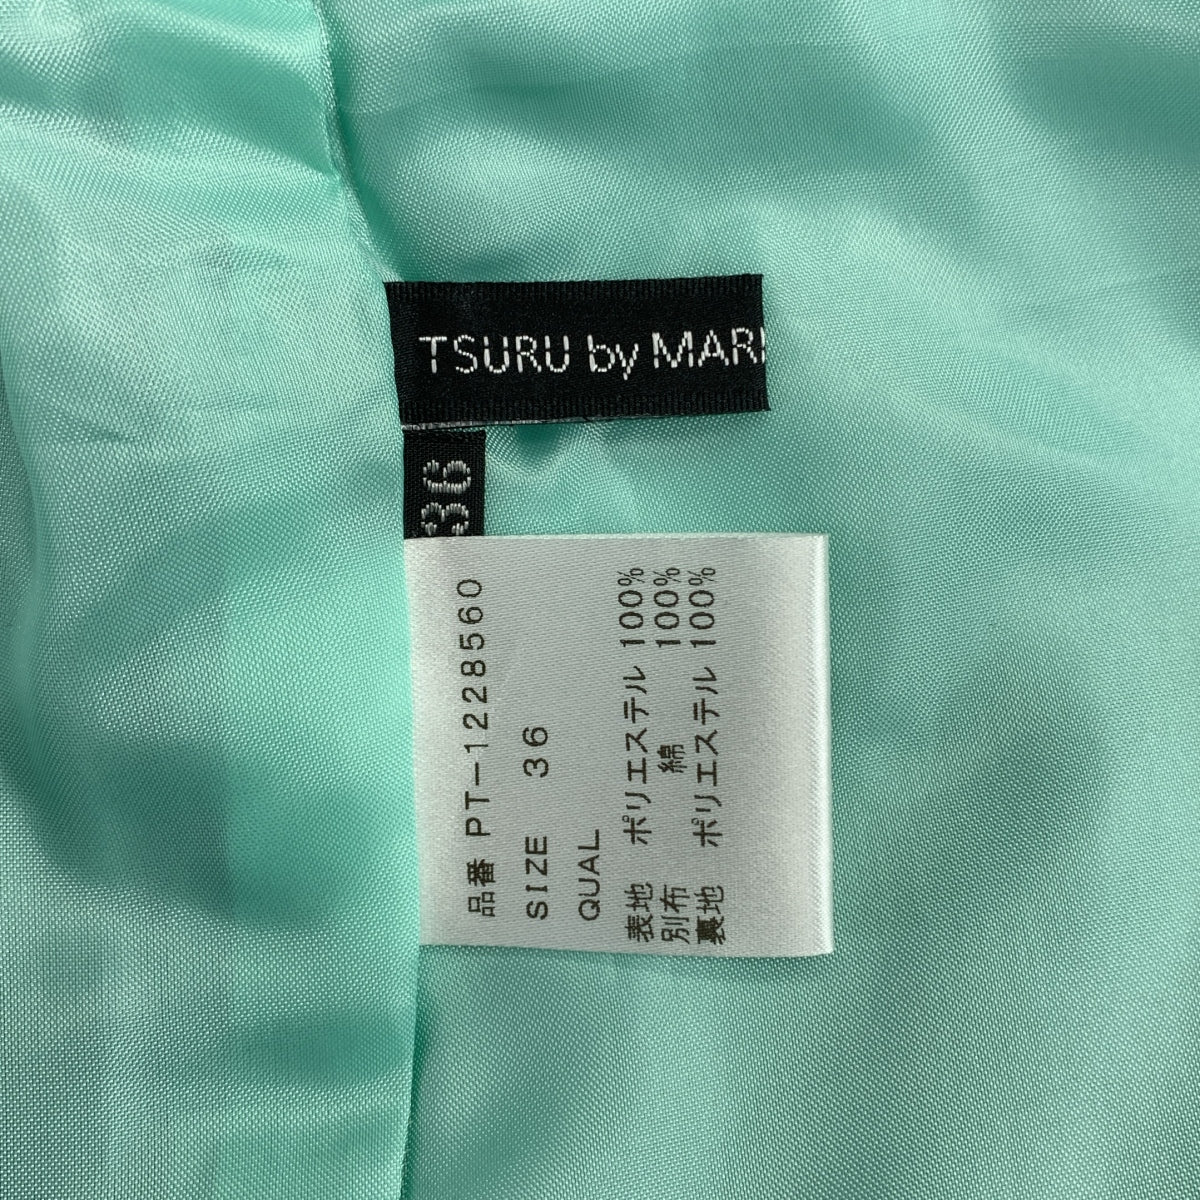 TSURU by MARI
36
品番 PT-1228560
SIZE 36
QUAL
表地 ポリエステル 100%
別布 綿 100%
裏地 ポリエステル 100%